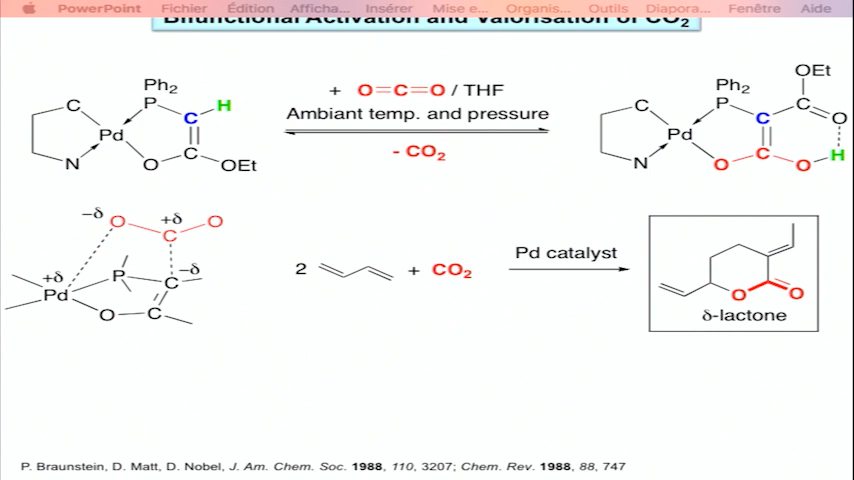 PowerPoint Fichier Édition Afficha... Insérer Mise e... Organis... Outils Diapora... Fenêtre Aide
Bifunctional Activation and Valorisation of CO2
+ O=C=O / THF
Ambiant temp. and pressure
- CO2
Ph2
P
C
H
C
Pd
N
O
C
OEt
OEt
Ph2
C
P
C
C
O
Pd
H
N
O
C
O
−δ
O
+δ
C
O
+δ
Pd
P
−δ
C
O
C
2
+ CO2
Pd catalyst
O
O
δ-lactone
P. Braunstein, D. Matt, D. Nobel, J. Am. Chem. Soc. 1988, 110, 3207; Chem. Rev. 1988, 88, 747